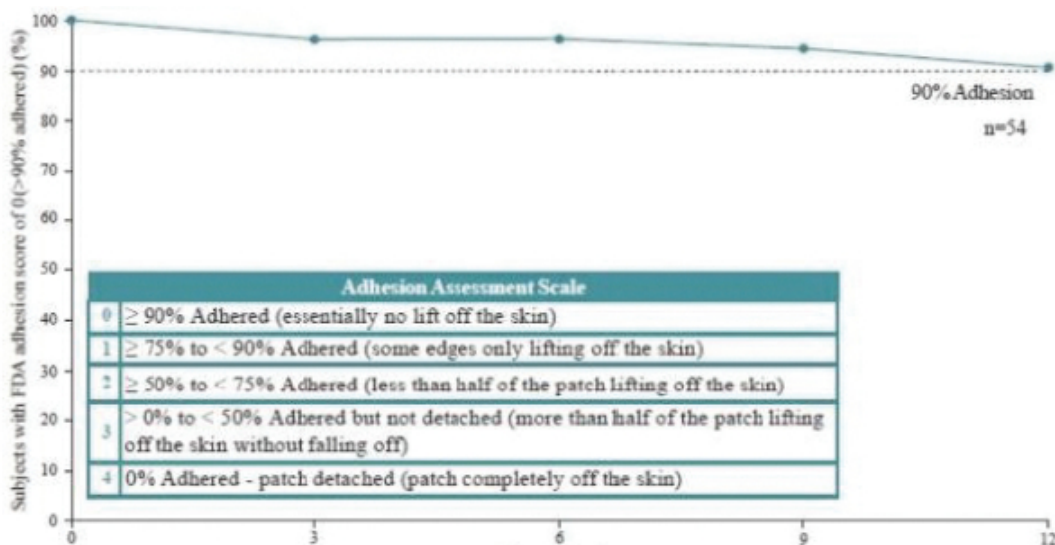 Subjects with FDA adhesion score of 0(>90% adhered) (%)
100
90
80
70
60
50
40
30
20
10
0
90% Adhesion
n=54
Adhesion Assessment Scale
0 ≥ 90% Adhered (essentially no lift off the skin)
1 ≥ 75% to < 90% Adhered (some edges only lifting off the skin)
2 ≥ 50% to < 75% Adhered (less than half of the patch lifting off the skin)
3 > 0% to < 50% Adhered but not detached (more than half of the patch lifting
off the skin without falling off)
4 0% Adhered - patch detached (patch completely off the skin)
0 3 6 9 12